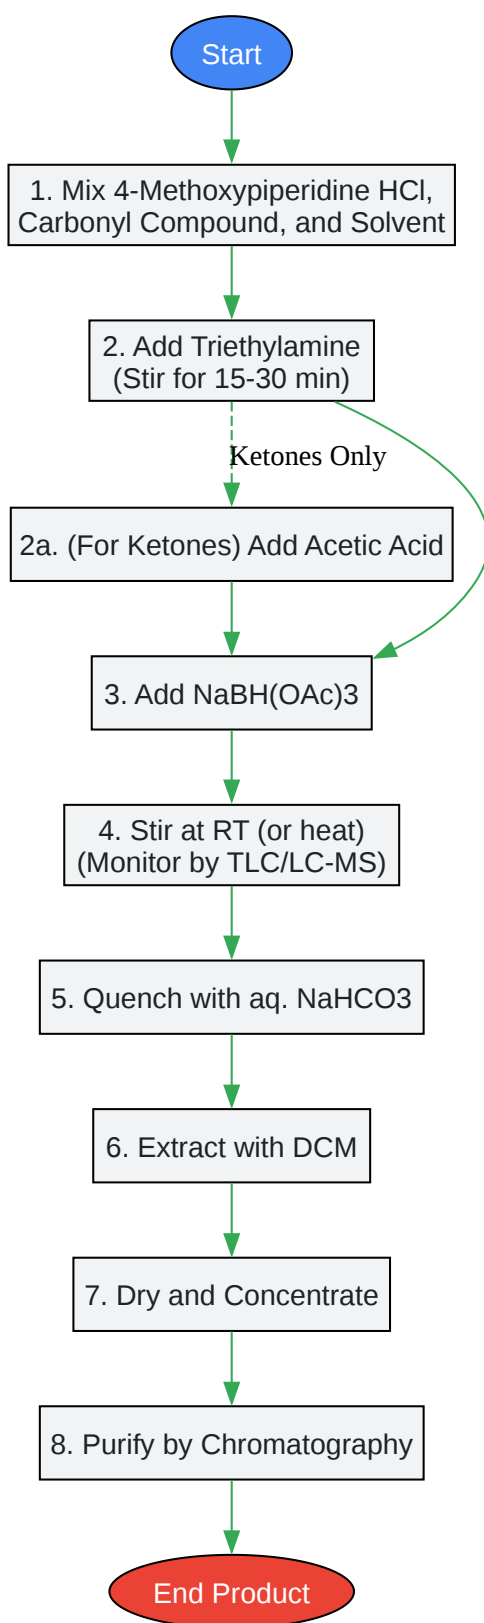 Start
1. Mix 4-Methoxypiperidine HCl,
Carbonyl Compound, and Solvent
2. Add Triethylamine
(Stir for 15-30 min)
Ketones Only
2a. (For Ketones) Add Acetic Acid
3. Add NaBH(OAc)3
4. Stir at RT (or heat)
(Monitor by TLC/LC-MS)
5. Quench with aq. NaHCO3
6. Extract with DCM
7. Dry and Concentrate
8. Purify by Chromatography
End Product